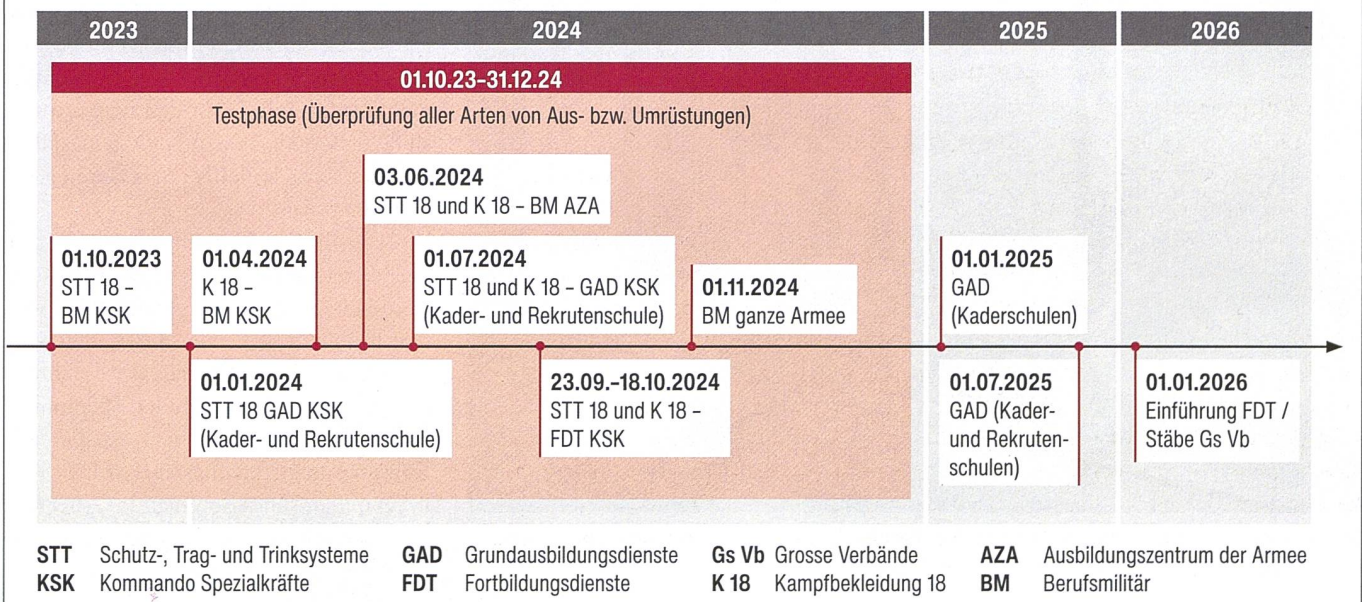 2023
2024
2025
2026
01.10.23–31.12.24
Testphase (Überprüfung aller Arten von Aus- bzw. Umrüstungen)
03.06.2024
STT 18 und K 18 – BM AZA
01.10.2023
STT 18 –
BM KSK
01.04.2024
K 18 –
BM KSK
01.07.2024
STT 18 und K 18 – GAD KSK
(Kader- und Rekrutenschule)
01.11.2024
BM ganze Armee
01.01.2025
GAD
(Kaderschulen)
01.01.2024
STT 18 GAD KSK
(Kader- und Rekrutenschule)
23.09.–18.10.2024
STT 18 und K 18 –
FDT KSK
01.07.2025
GAD (Kader-
und Rekruten-
schulen)
01.01.2026
Einführung FDT /
Stäbe Gs Vb
STT Schutz-, Trag- und Trinksysteme
GAD Grundausbildungsdienste
Gs Vb Grosse Verbände
AZA Ausbildungszentrum der Armee
KSK Kommando Spezialkräfte
FDT Fortbildungsdienste
K 18 Kampfbekleidung 18
BM Berufsmilitär